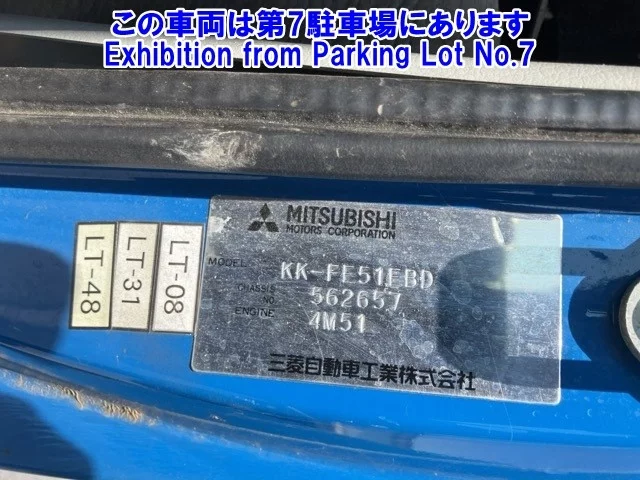 この車両は第7駐車場にあります
Exhibition from Parking Lot No.7
MITSUBISHI
MOTORS CORPORATION
MODEL KK-FE51EBD
CHASSIS NO. 562657
ENGINE 4M51
三菱自動車工業株式会社
LT-48
LT-31
LT-08